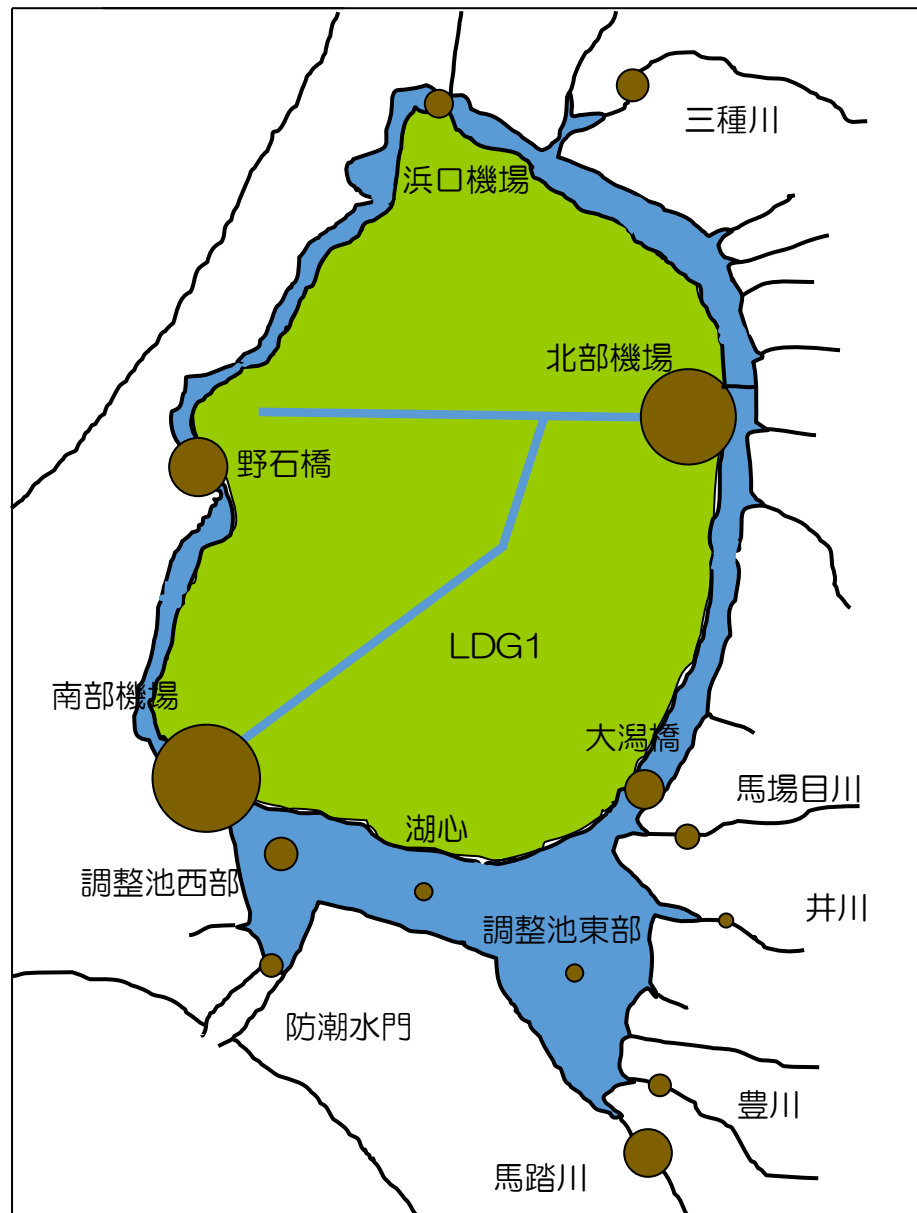 三種川
浜口機場
北部機場
野石橋
LDG1
南部機場
大潟橋
馬場目川
湖心
調整池西部
井川
調整池東部
防潮水門
豊川
馬踏川